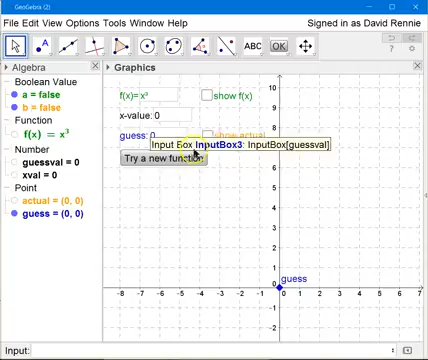 GeoGebra (2)
File Edit View Options Tools Window Help
Signed in as David Rennie
ABC
OK
Algebra
Graphics
Boolean Value
a = false
b = false
Function
f(x) = x³
Number
guessval = 0
xval = 0
Point
actual = (0, 0)
guess = (0, 0)
f(x)= x³
show f(x)
x-value: 0
guess: 0
show actual
Input Box InputBox3: InputBox[guessval]
Try a new function
10
9
8
7
6
5
4
3
2
1
0
guess
-8 -7 -6 -5 -4 -3 -2 -1 0 1 2 3 4 5 6 7
-1
-2
Input: